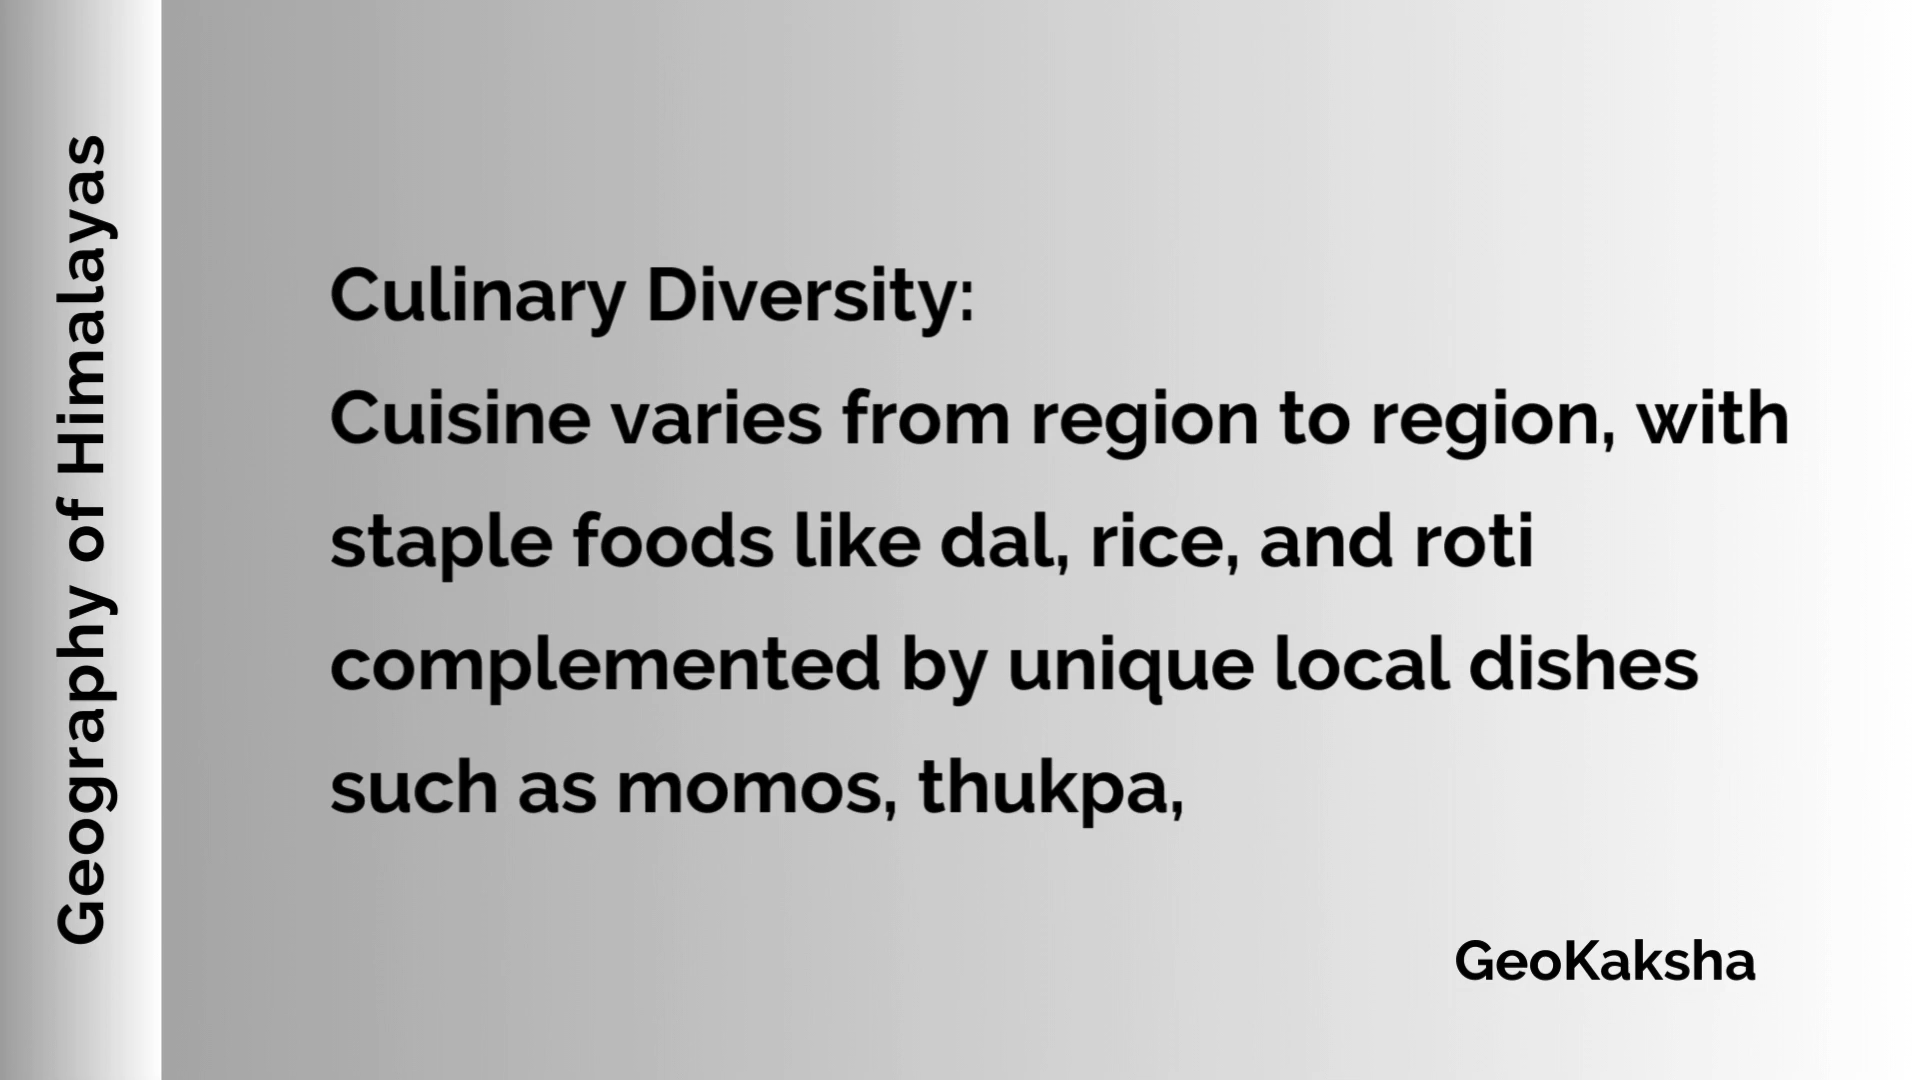 Geography of Himalayas
Culinary Diversity:
Cuisine varies from region to region, with
staple foods like dal, rice, and roti
complemented by unique local dishes
such as momos, thukpa,
GeoKaksha